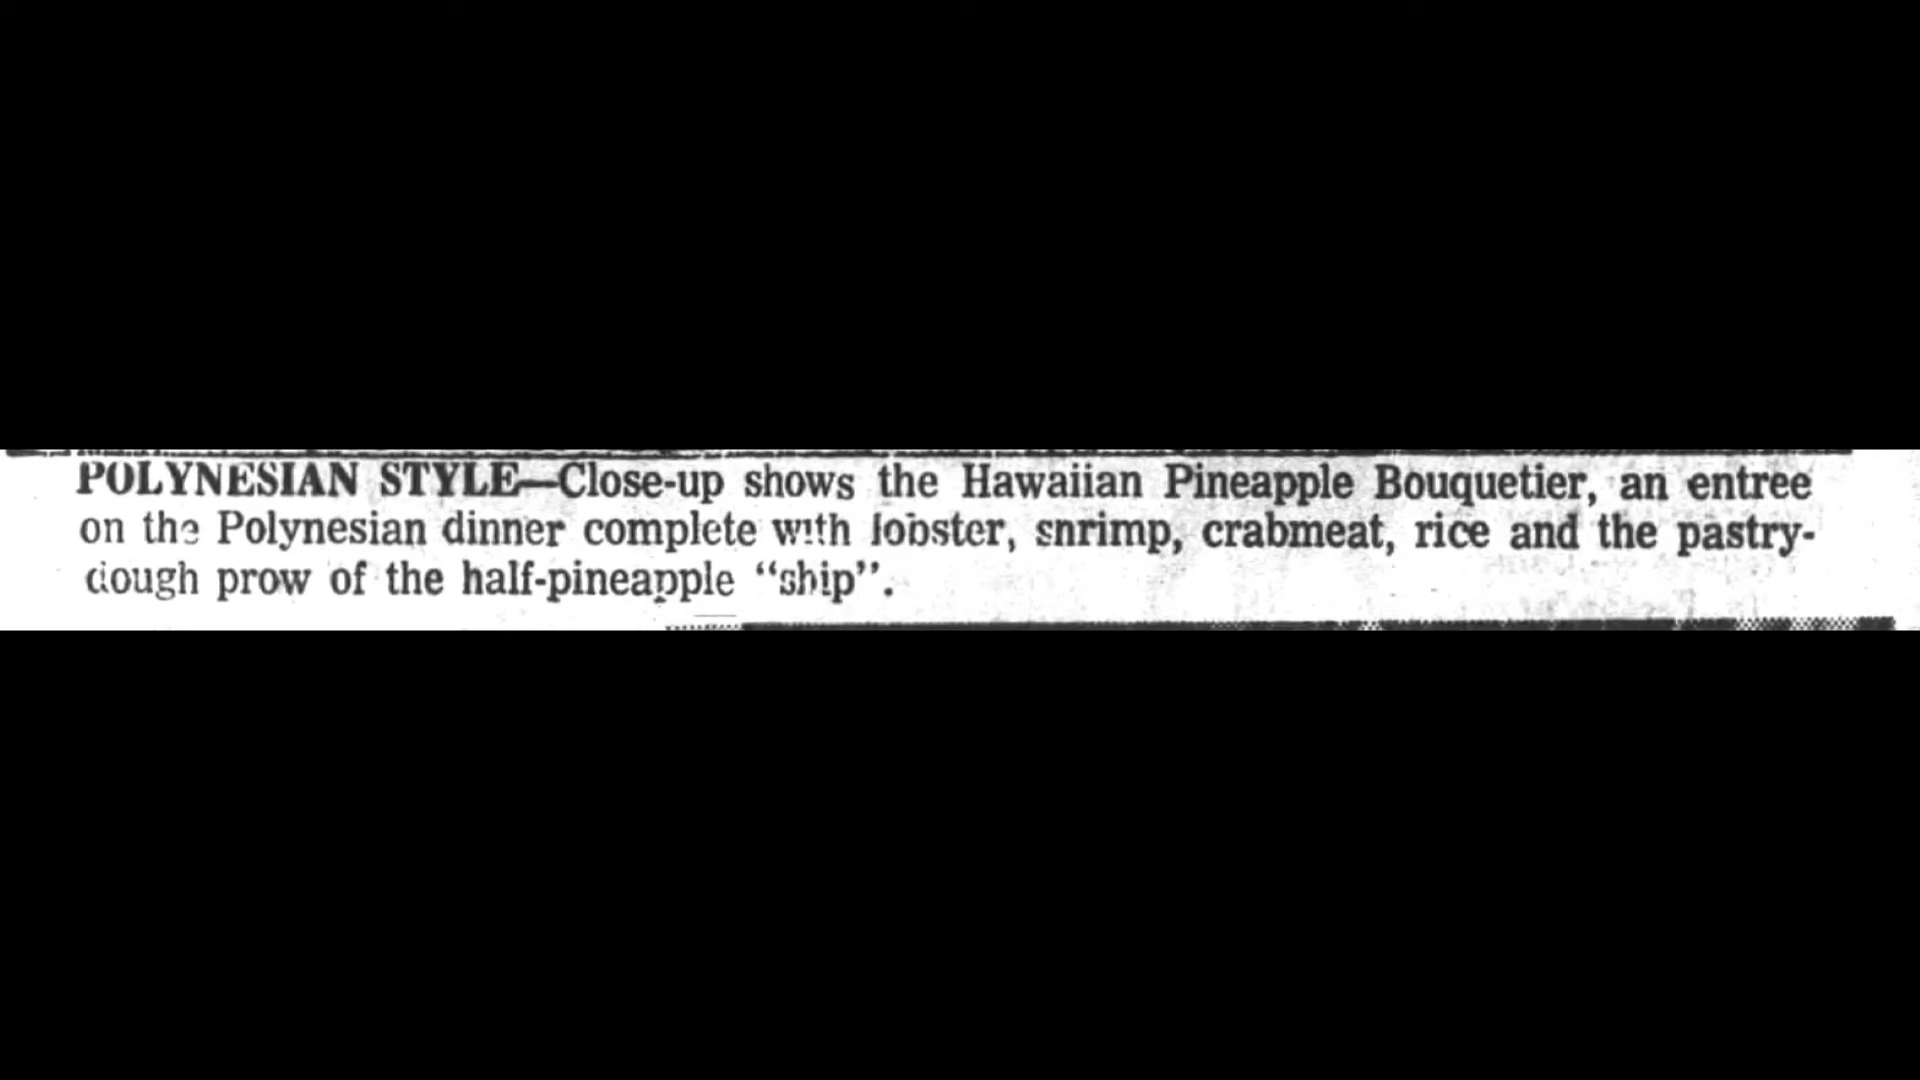 POLYNESIAN STYLE—Close-up shows the Hawaiian Pineapple Bouquetier, an entree
on the Polynesian dinner complete with lobster, snrimp, crabmeat, rice and the pastry-
dough prow of the half-pineapple “ship”.